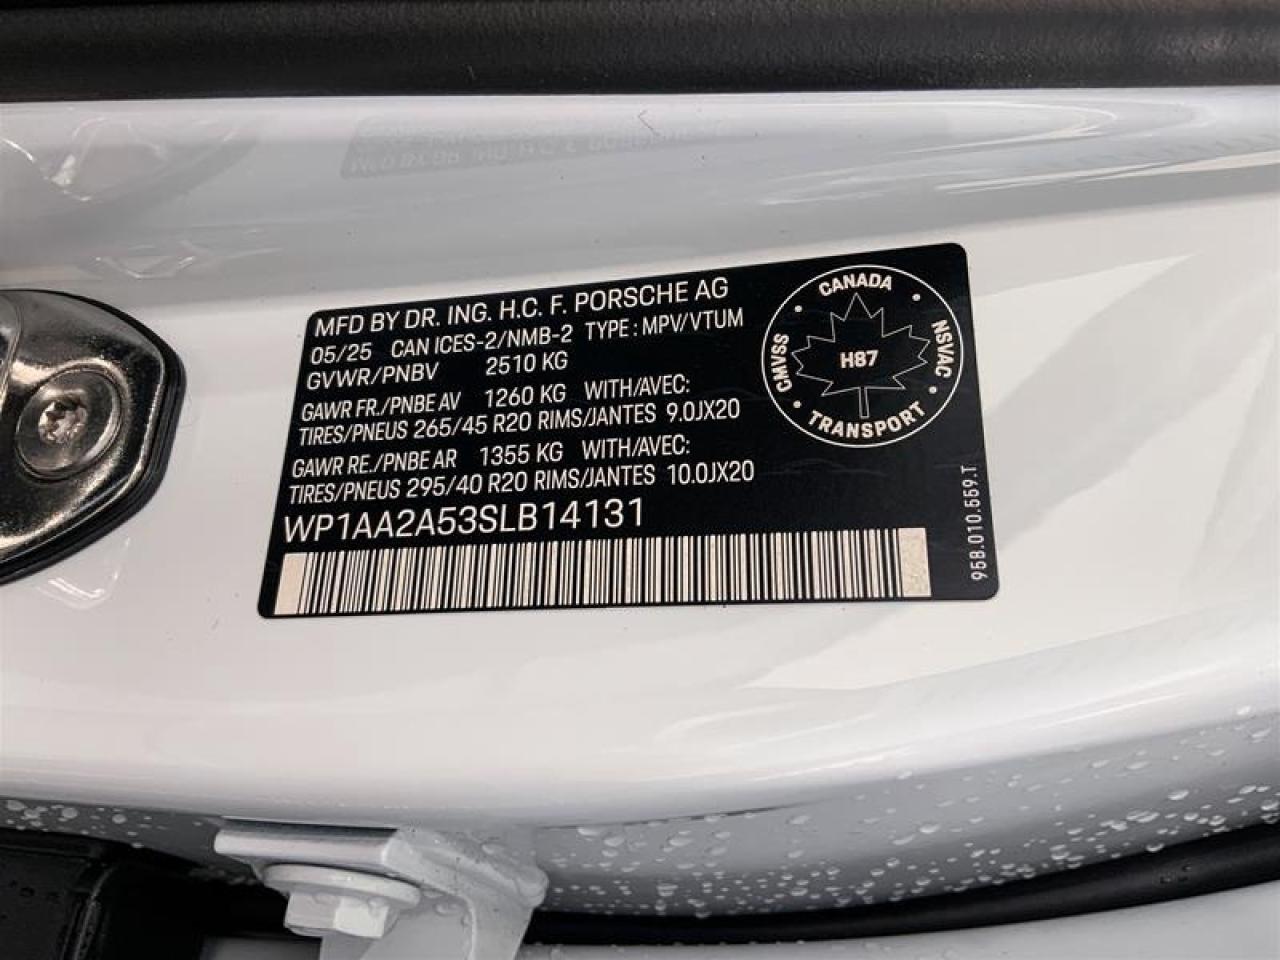 MFD BY DR. ING. H.C. F. PORSCHE AG
05/25 CAN ICES-2/NMB-2 TYPE : MPV/VTUM
GVWR/PNBV 2510 KG
GAWR FR./PNBE AV 1260 KG WITH/AVEC:
TIRES/PNEUS 265/45 R20 RIMS/JANTES 9.0JX20
GAWR RE./PNBE AR 1355 KG WITH/AVEC:
TIRES/PNEUS 295/40 R20 RIMS/JANTES 10.0JX20
WP1AA2A53SLB14131
CANADA
NSVAC
TRANSPORT
CMVSS
H87
95B.010.559.T